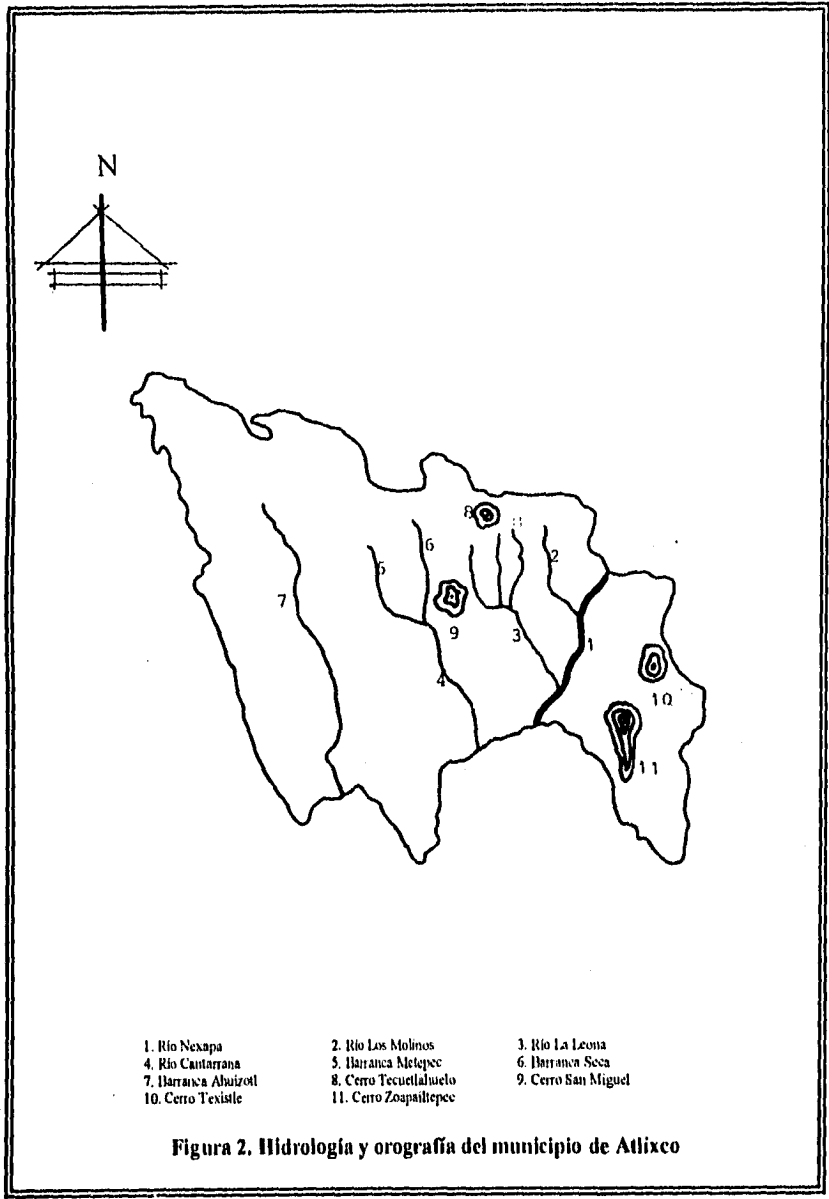 N
8
6
2
5
7
9
3
1
4
10
11
1. Río Nexapa 2. Río Los Molinos 3. Río La Leona
4. Río Cantarrana 5. Barranca Metepec 6. Barranca Seca
7. Barranca Ahuizotl 8. Cerro Tecuetlahuelo 9. Cerro San Miguel
10. Cerro Texistle 11. Cerro Zoapailtepec
Figura 2. Hidrología y orografía del municipio de Atlixco